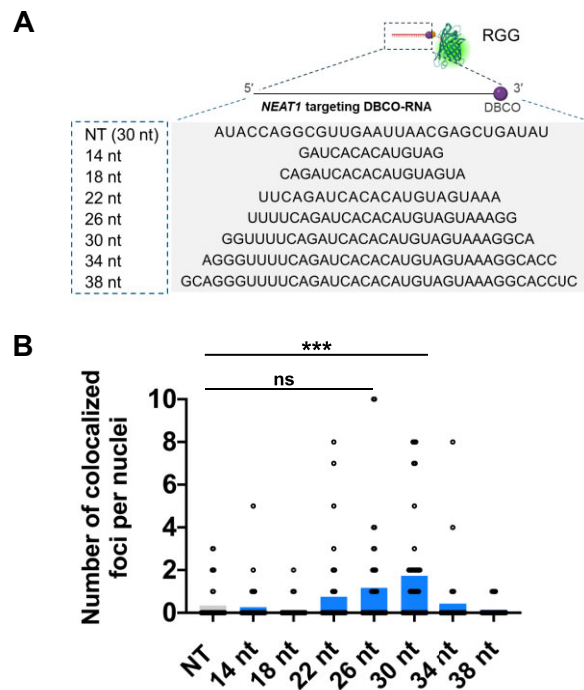 A
RGG
5′ 3′
NEAT1 targeting DBCO-RNA
DBCO
NT (30 nt) AUACCAGGCGUUGAAUUAACGAGCUGAUAU
14 nt GAUCACACAUGUAG
18 nt CAGAUCACACAUGUAGUA
22 nt UUCAGAUCACACAUGUAGUAAA
26 nt UUUUCAGAUCACACAUGUAGUAAAGG
30 nt GGUUUUCAGAUCACACAUGUAGUAAAGGCA
34 nt AGGGUUUUCAGAUCACACAUGUAGUAAAGGCACC
38 nt GCAGGGUUUUCAGAUCACACAUGUAGUAAAGGCACCUC
B
***
ns
Number of colocalized
foci per nuclei
10
8
6
4
2
0
NT 14 nt 18 nt 22 nt 26 nt 30 nt 34 nt 38 nt